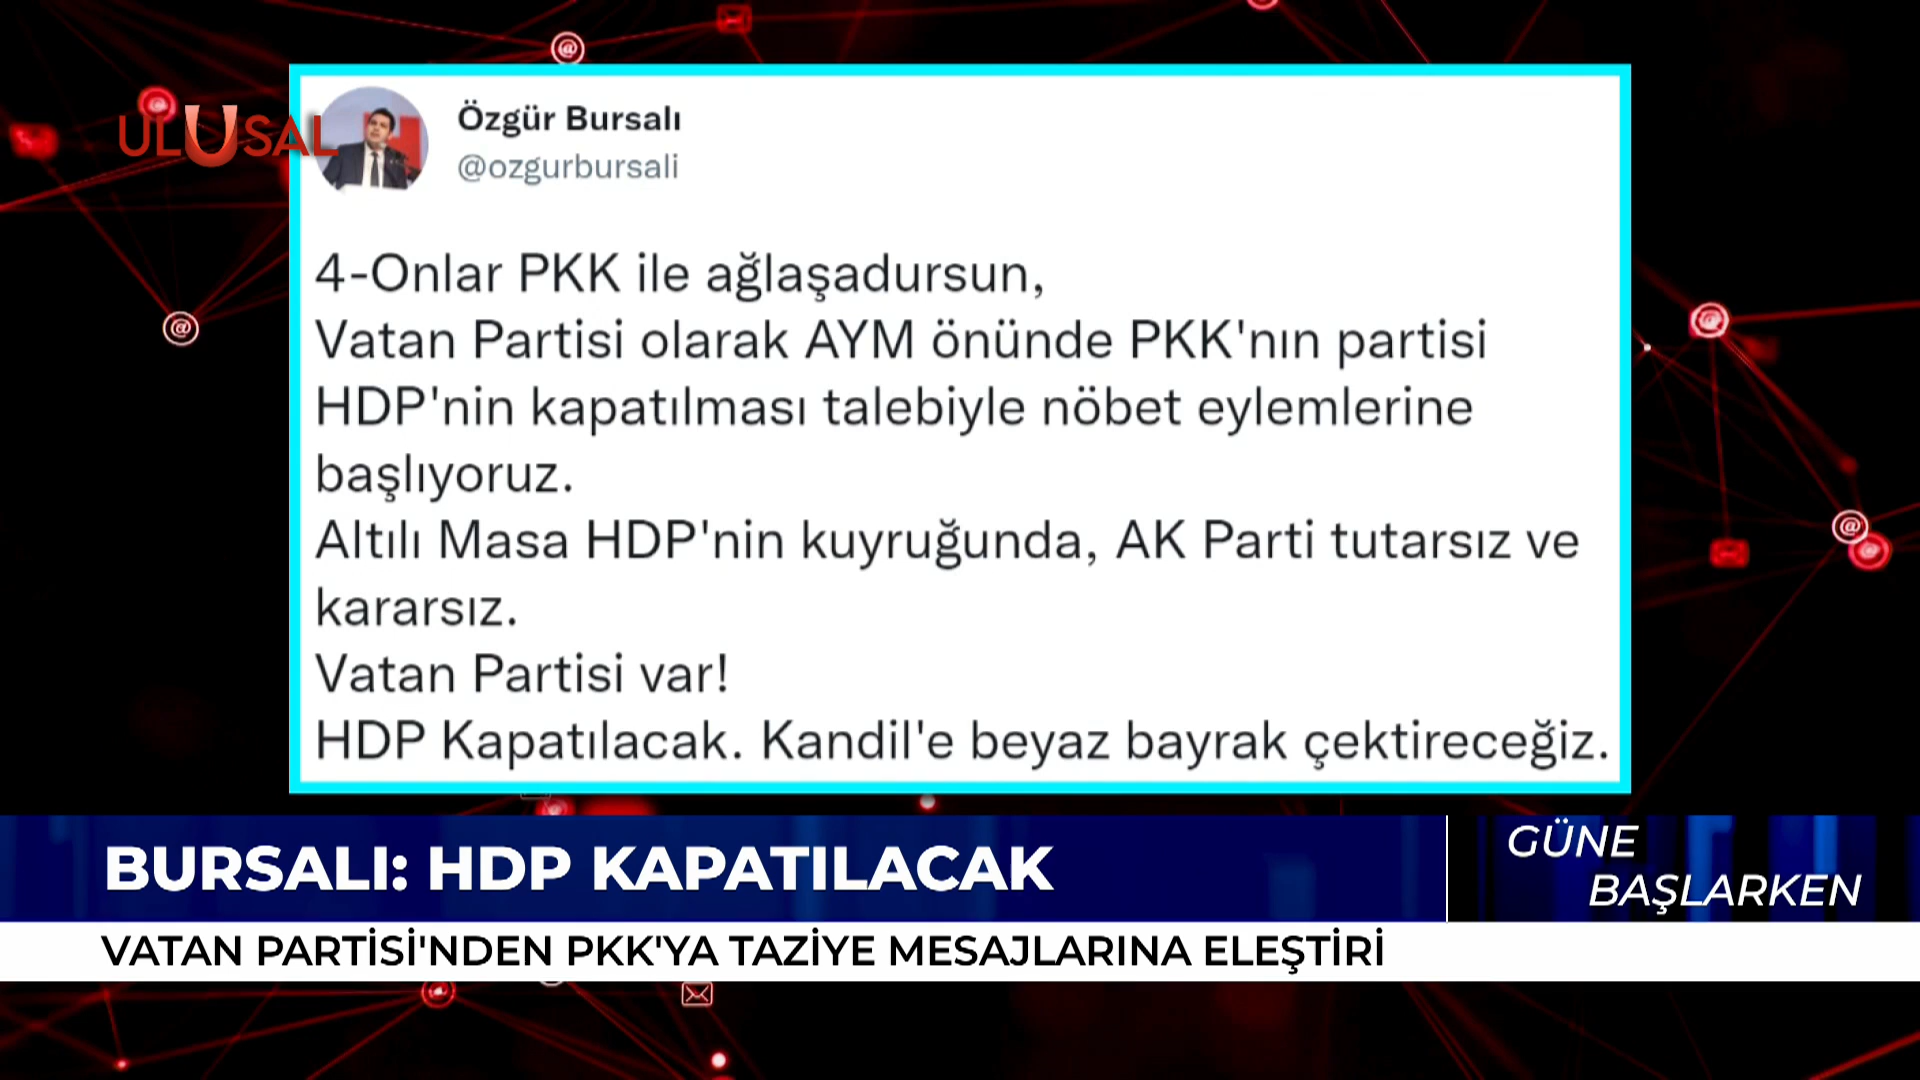 ULUSAL
Özgür Bursalı
@ozgurbursali
4-Onlar PKK ile ağlaşadursun,
Vatan Partisi olarak AYM önünde PKK'nın partisi
HDP'nin kapatılması talebiyle nöbet eylemlerine
başlıyoruz.
Altılı Masa HDP'nin kuyruğunda, AK Parti tutarsız ve
kararsız.
Vatan Partisi var!
HDP Kapatılacak. Kandil'e beyaz bayrak çektireceğiz.
BURSALI: HDP KAPATILACAK
GÜNE
BAŞLARKEN
VATAN PARTİSİ'NDEN PKK'YA TAZİYE MESAJLARINA ELEŞTİRİ